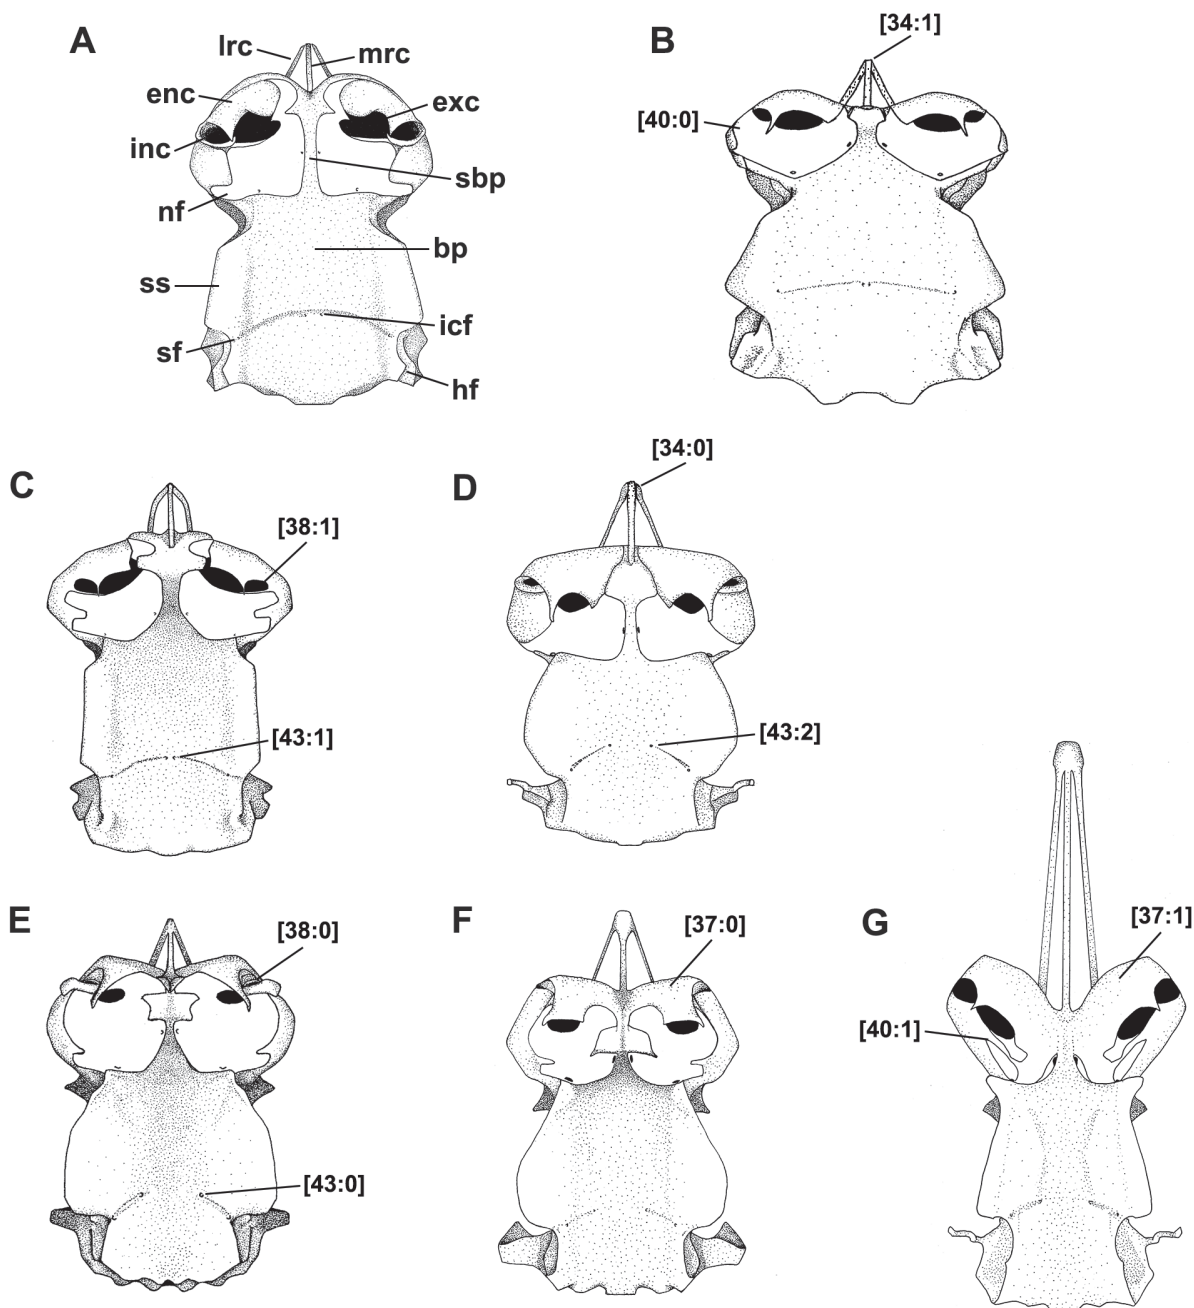 A
lrc
mrc
enc
exc
inc
sbp
nf
bp
ss
icf
sf
hf
B
[34:1]
[40:0]
C
[38:1]
[43:1]
D
[34:0]
[43:2]
E
[38:0]
[43:0]
F
[37:0]
G
[37:1]
[40:1]